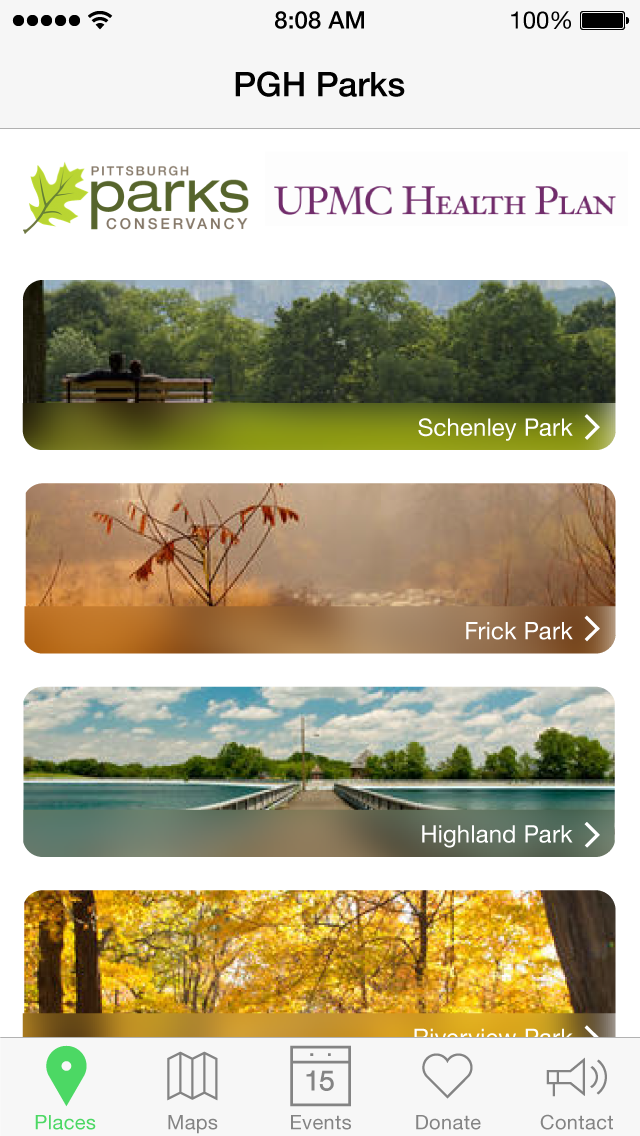 8:08 AM 100%
PGH Parks
PITTSBURGH
parks
CONSERVANCY
UPMC HEALTH PLAN
Schenley Park
Frick Park
Highland Park
Riverview Park
15
Places Maps Events Donate Contact